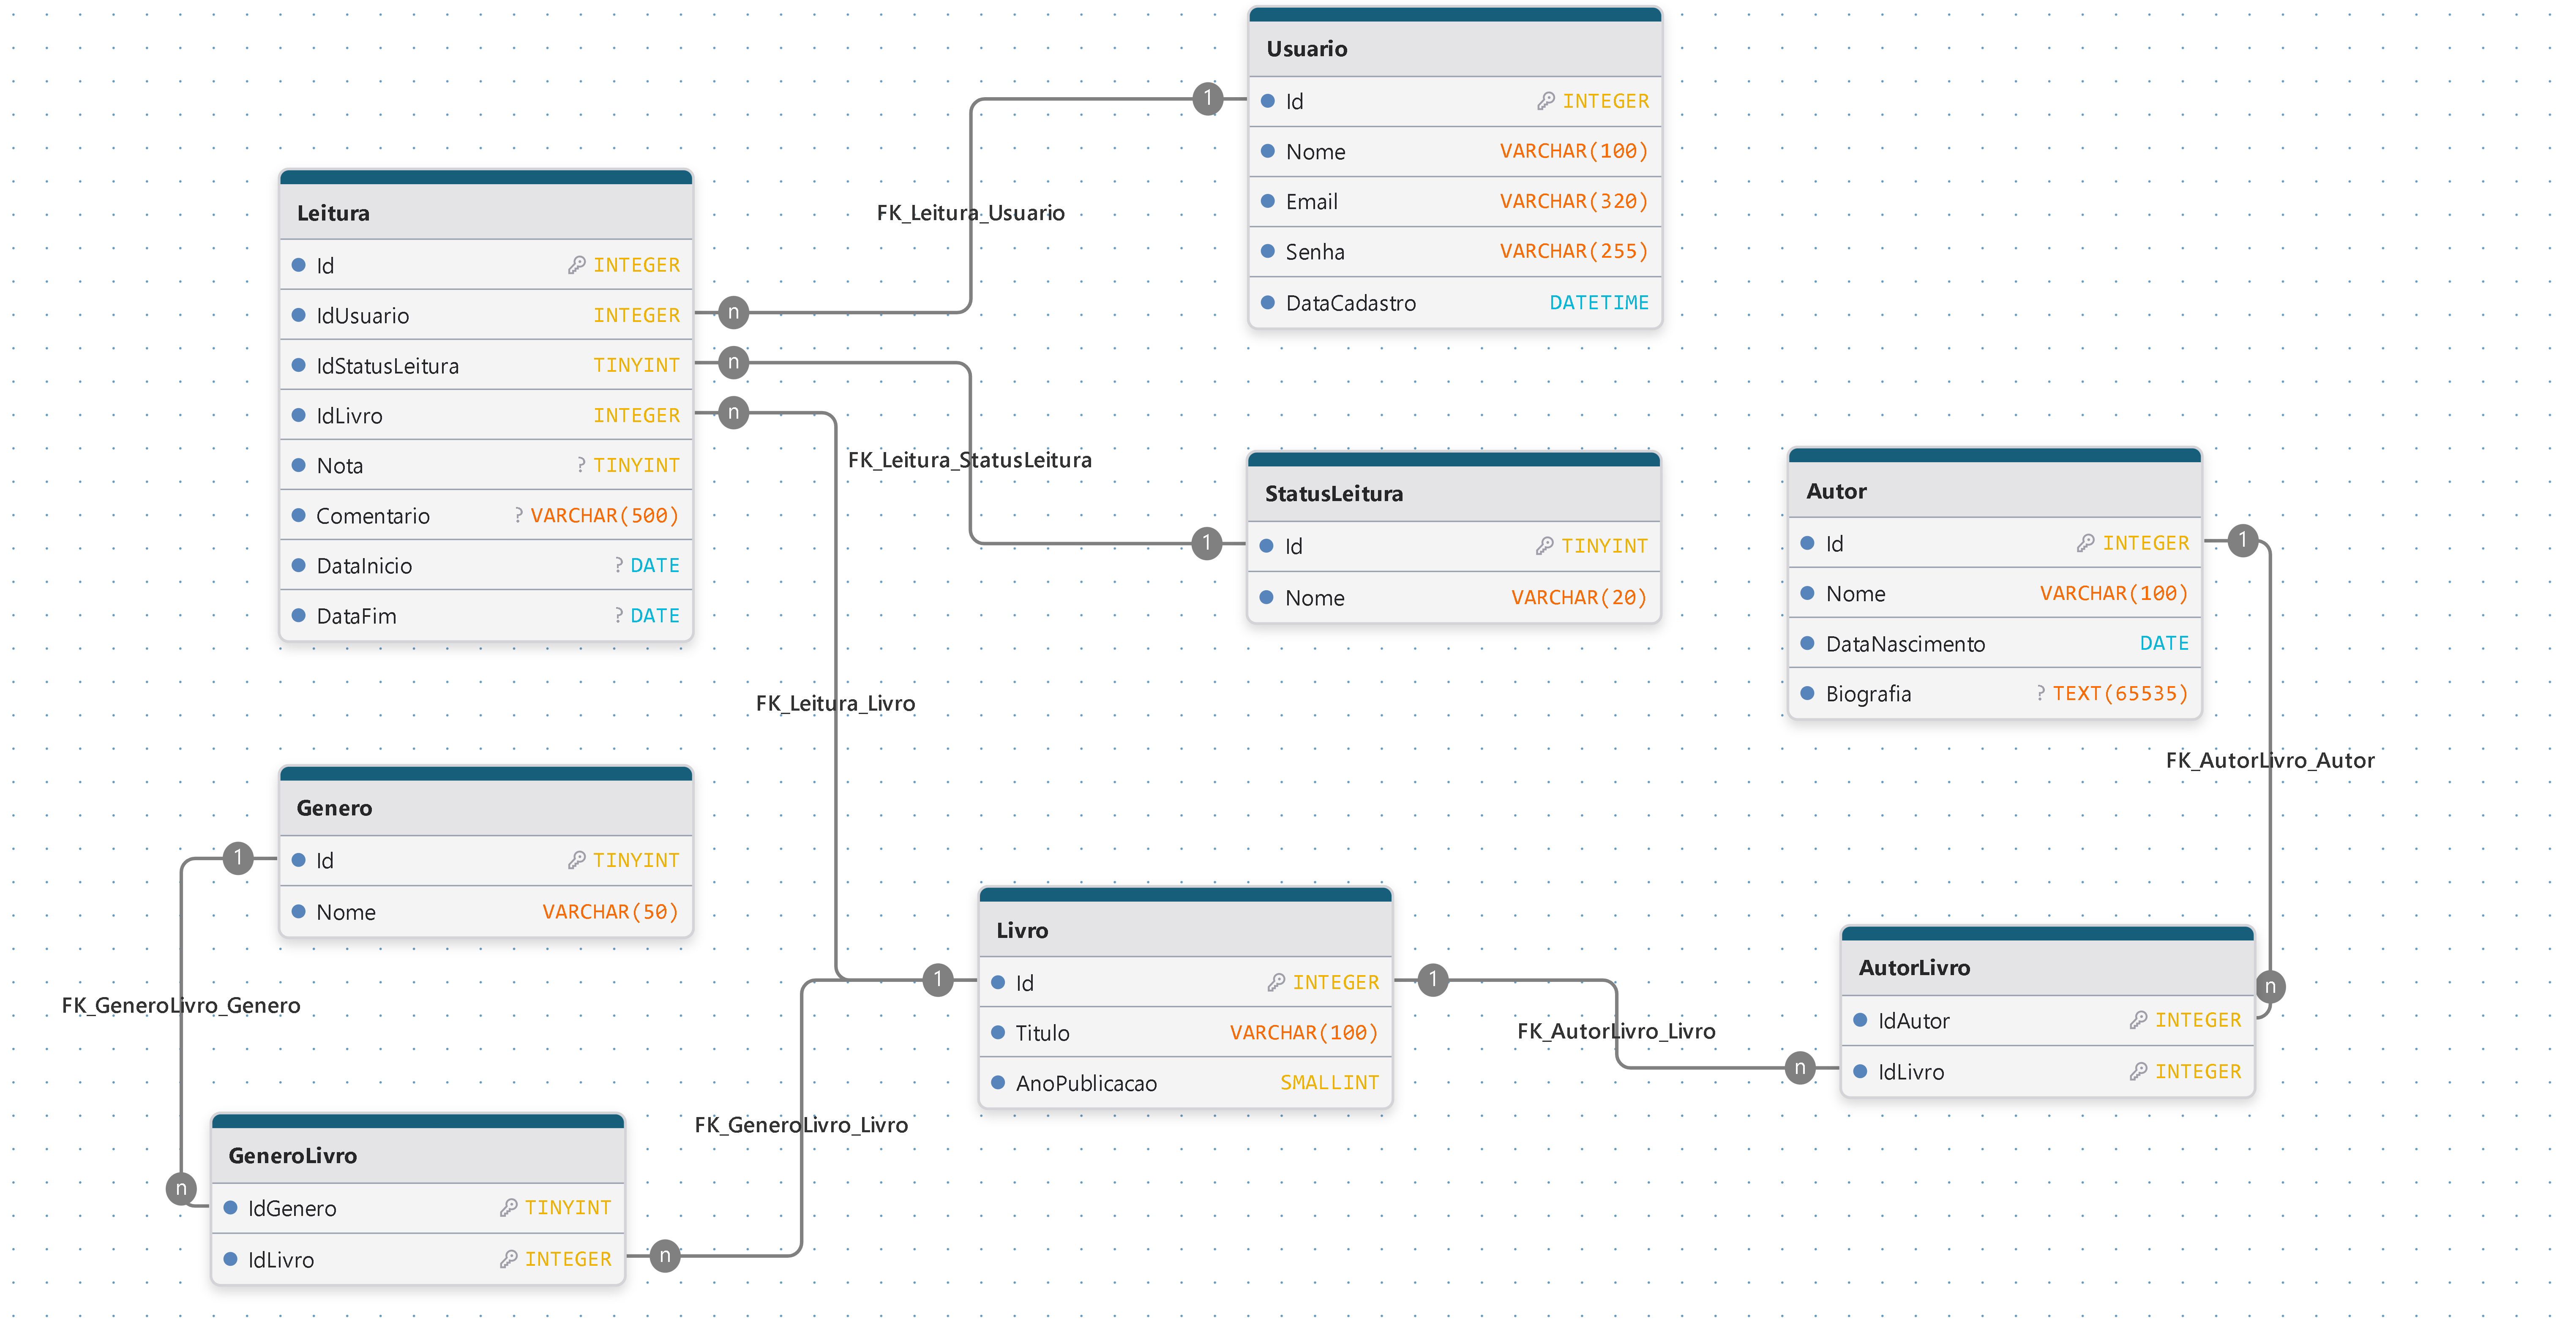 Usuario
Id INTEGER
Nome VARCHAR(100)
Email VARCHAR(320)
Senha VARCHAR(255)
DataCadastro DATETIME
1
FK_Leitura_Usuario
n
Leitura
Id INTEGER
IdUsuario INTEGER
IdStatusLeitura TINYINT
IdLivro INTEGER
Nota ? TINYINT
Comentario ? VARCHAR(500)
DataInicio ? DATE
DataFim ? DATE
n
n
FK_Leitura_StatusLeitura
1
StatusLeitura
Id TINYINT
Nome VARCHAR(20)
Autor
Id INTEGER
Nome VARCHAR(100)
DataNascimento DATE
Biografia ? TEXT(65535)
1
FK_Leitura_Livro
FK_AutorLivro_Autor
Genero
Id TINYINT
Nome VARCHAR(50)
1
FK_GeneroLivro_Genero
n
Livro
Id INTEGER
Titulo VARCHAR(100)
AnoPublicacao SMALLINT
1
1
FK_AutorLivro_Livro
n
AutorLivro
IdAutor INTEGER
IdLivro INTEGER
n
FK_GeneroLivro_Livro
GeneroLivro
IdGenero TINYINT
IdLivro INTEGER
n